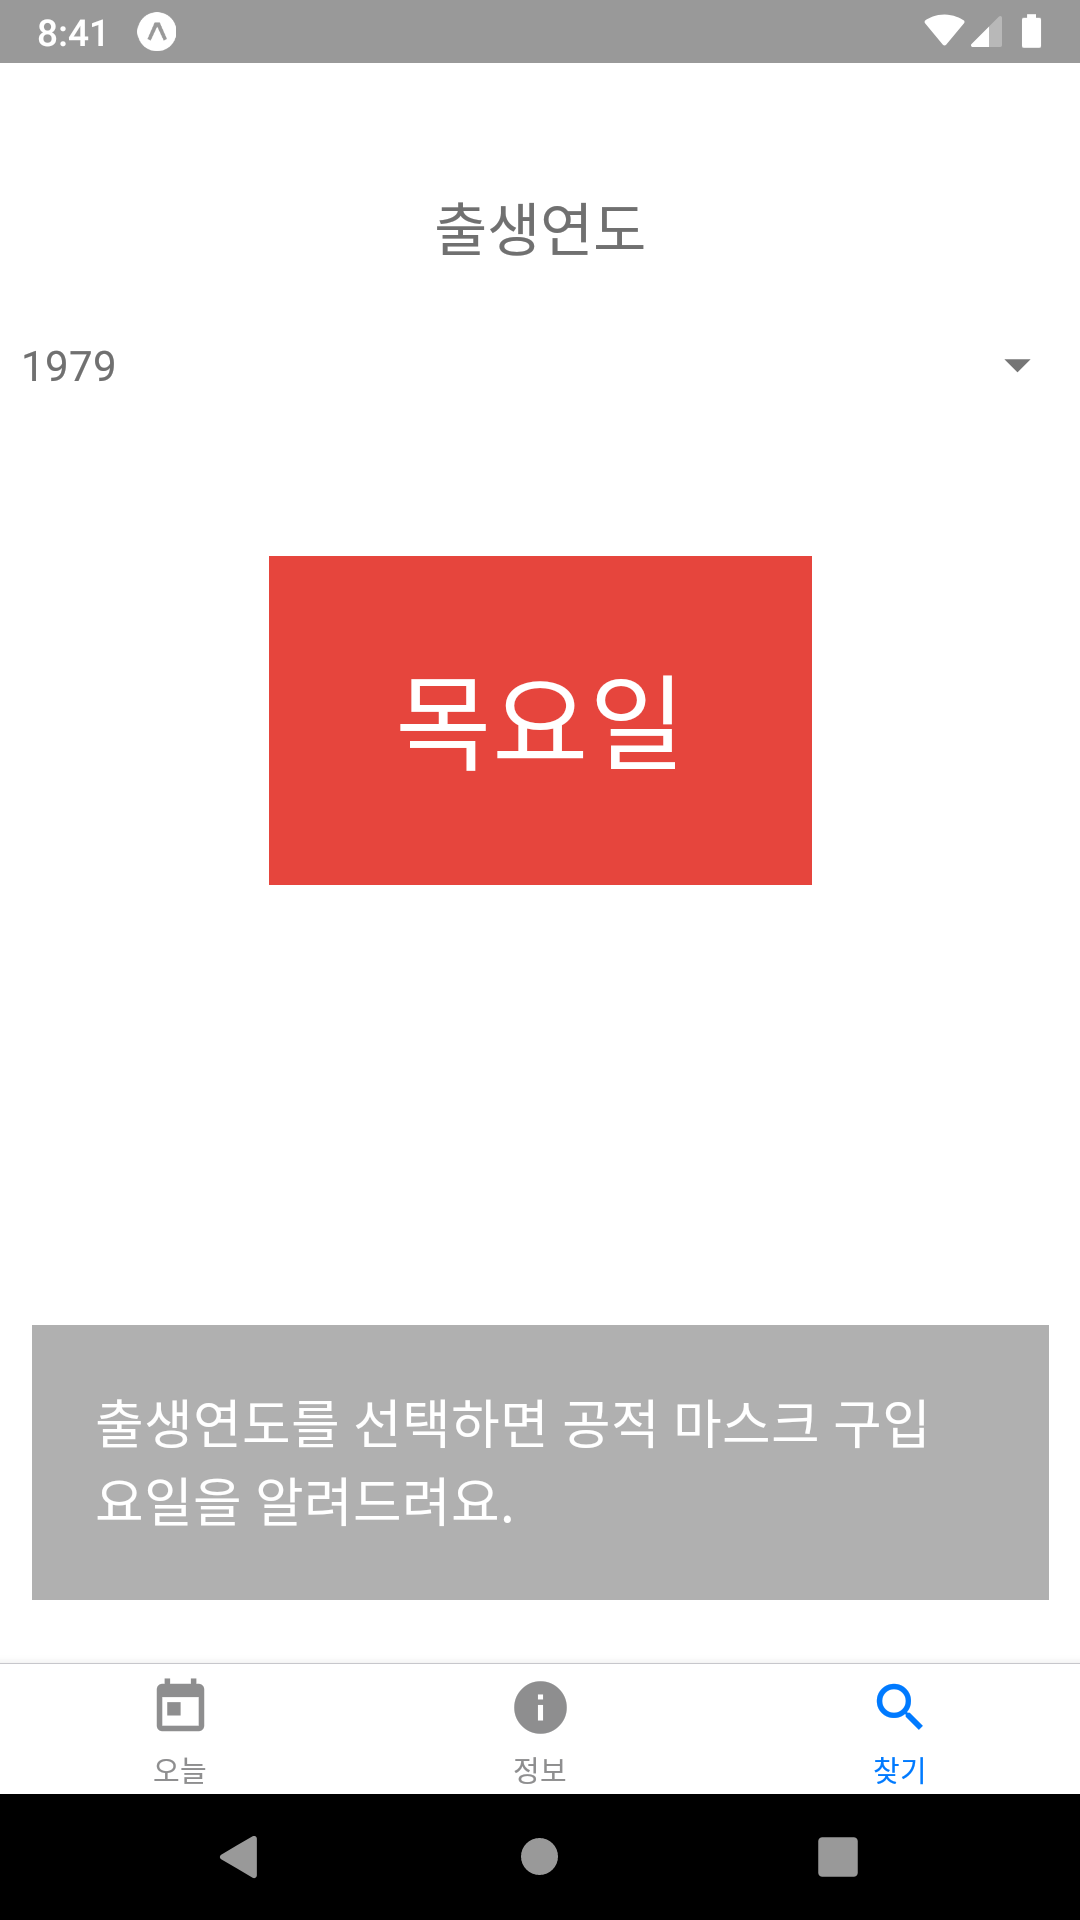 8:41
출생연도
1979
목요일
출생연도를 선택하면 공적 마스크 구입
요일을 알려드려요.
오늘
정보
찾기